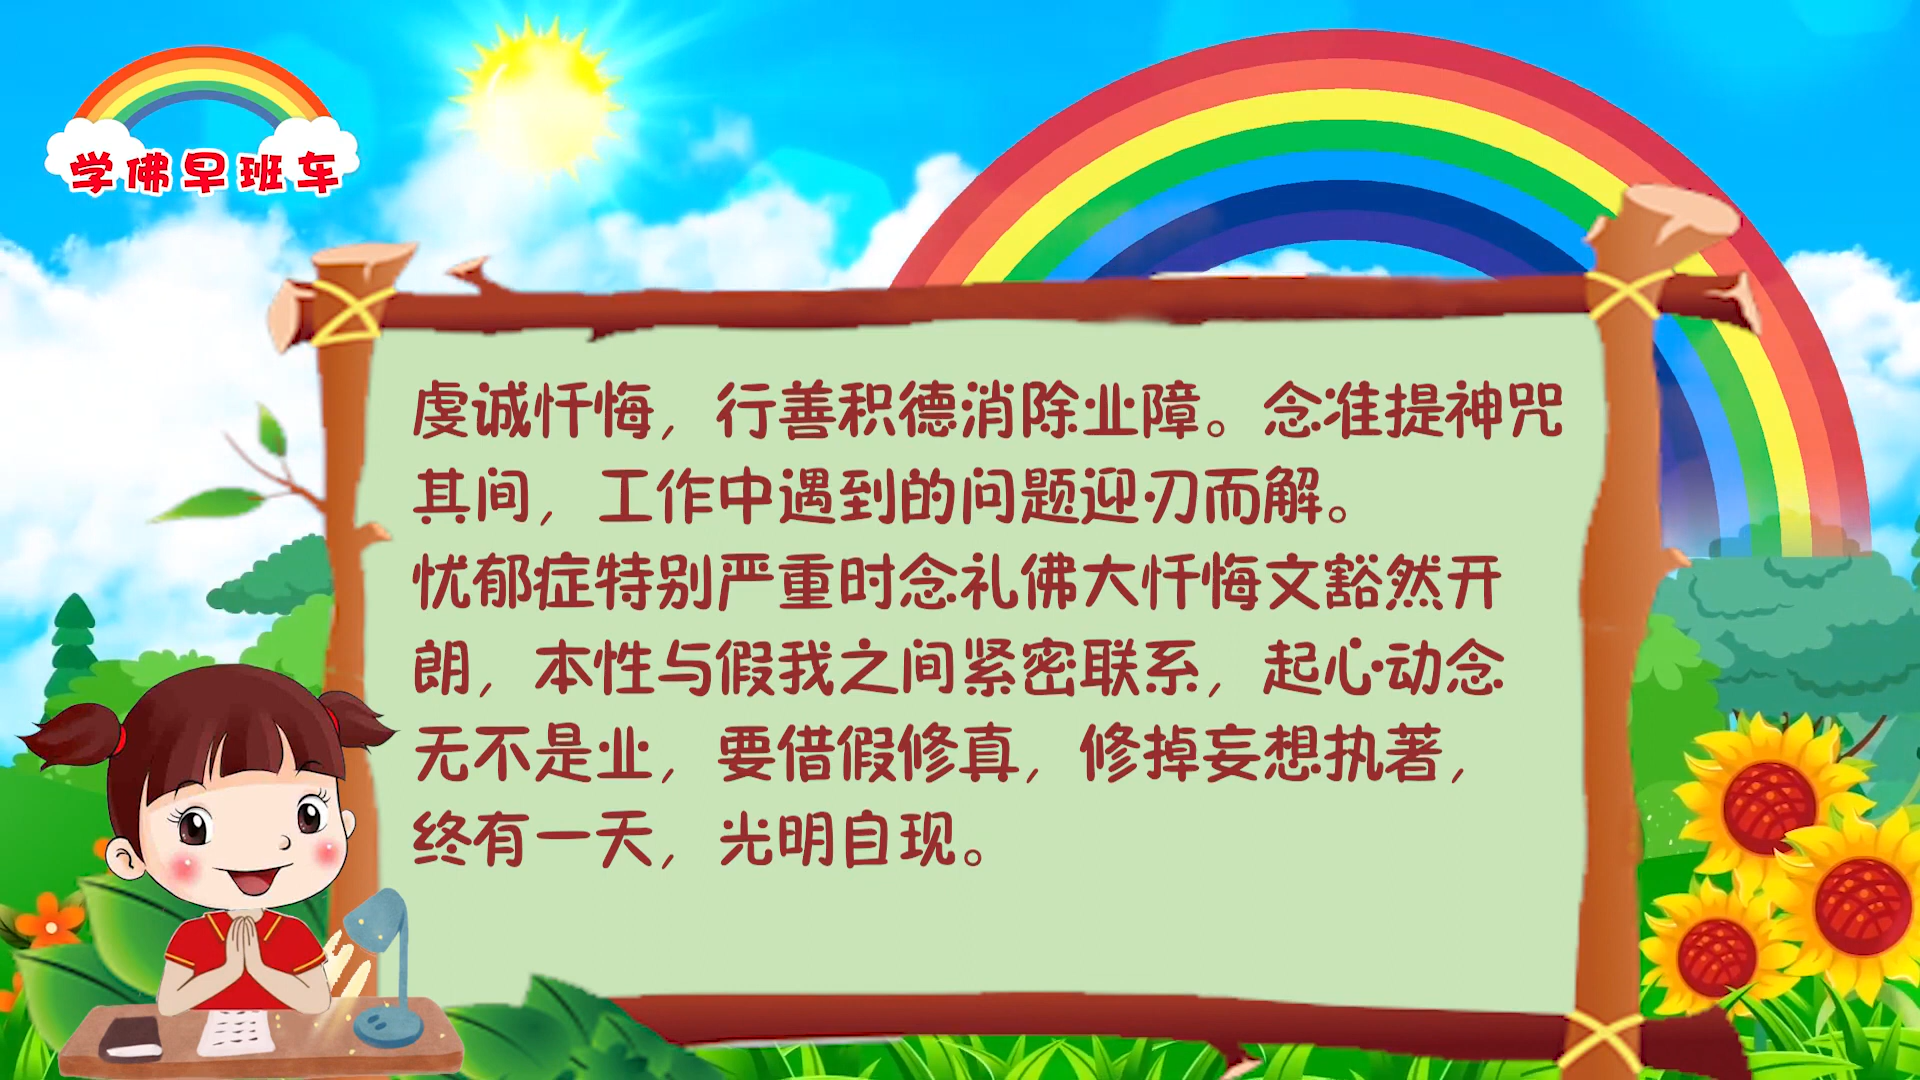 学佛早班车
虔诚忏悔，行善积德消除业障。念准提神咒
其间，工作中遇到的问题迎刃而解。
忧郁症特别严重时念礼佛大忏悔文豁然开
朗，本性与假我之间紧密联系，起心动念
无不是业，要借假修真，修掉妄想执著，
终有一天，光明自现。